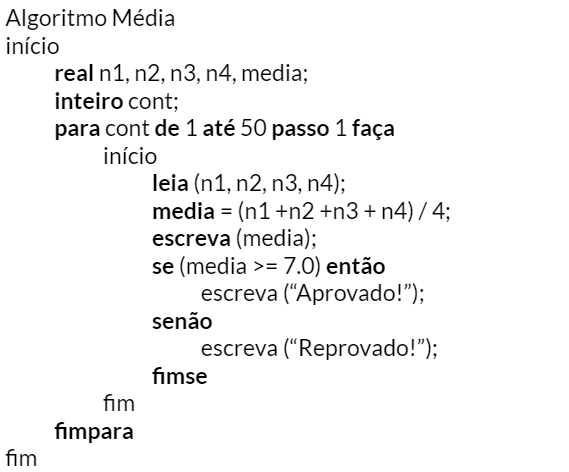 Algoritmo Média
início
real n1, n2, n3, n4, media;
inteiro cont;
para cont de 1 até 50 passo 1 faça
início
leia (n1, n2, n3, n4);
media = (n1 +n2 +n3 + n4) / 4;
escreva (media);
se (media >= 7.0) então
escreva (“Aprovado!”);
senão
escreva (“Reprovado!”);
fimse
fim
fimpara
fim